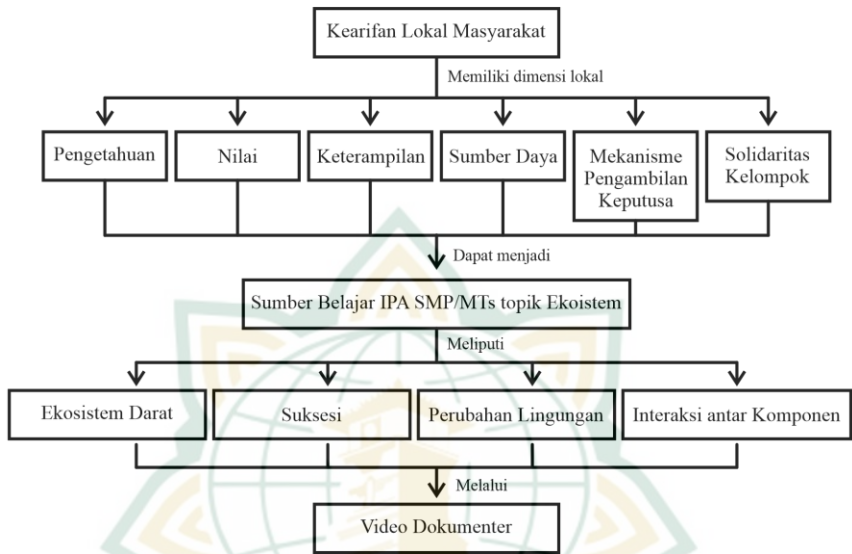 Kearifan Lokal Masyarakat
Memiliki dimensi lokal
Pengetahuan
Nilai
Keterampilan
Sumber Daya
Mekanisme
Pengambilan
Keputusa
Solidaritas
Kelompok
Dapat menjadi
Sumber Belajar IPA SMP/MTs topik Ekoistem
Meliputi
Ekosistem Darat
Suksesi
Perubahan Lingungan
Interaksi antar Komponen
Melalui
Video Dokumenter